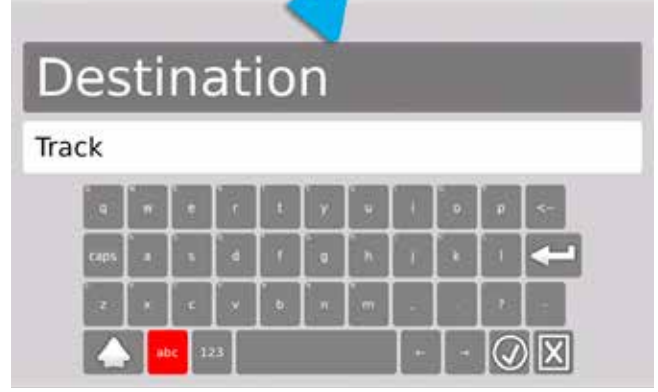 Destination
Track
q w e r t y u i o p <--
caps a s d f g h j k l
z x c v b n m ? -
abc 123 ← →